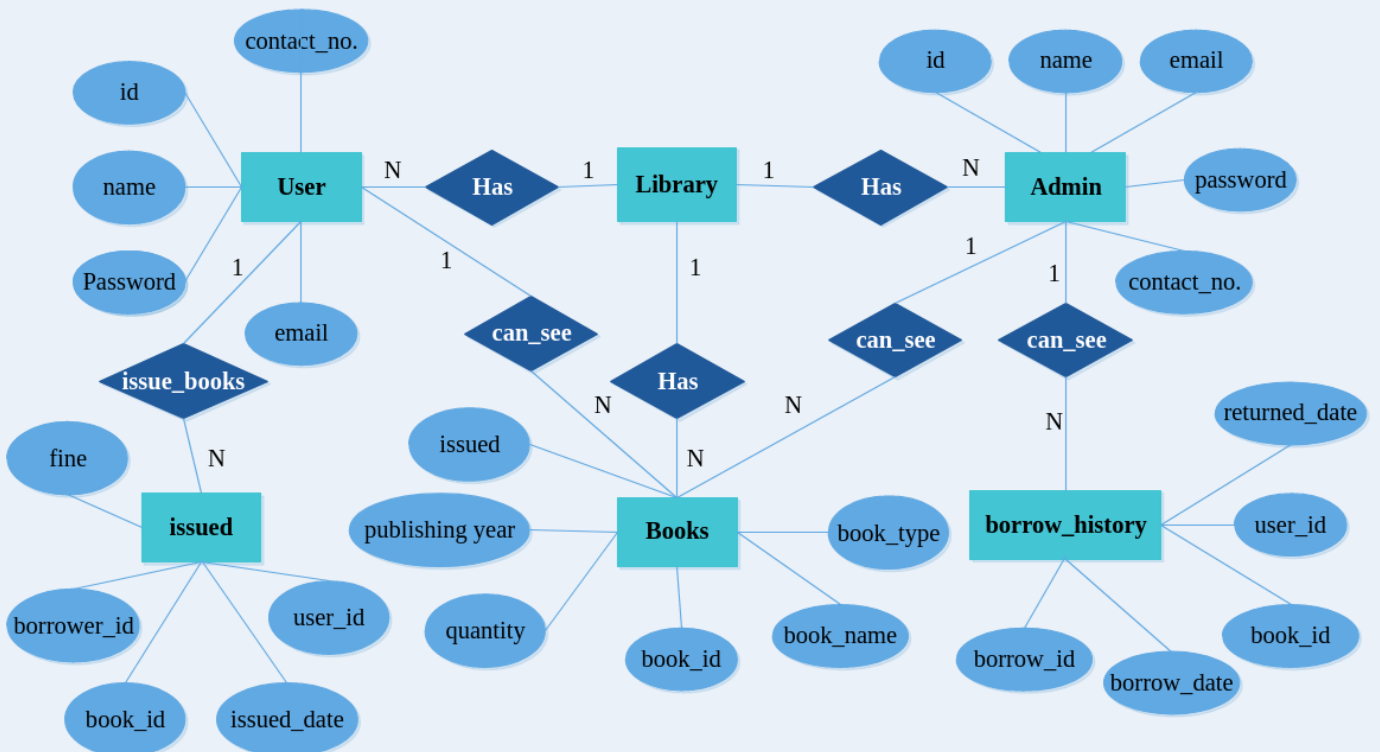 contact_no.
id
name
email
id
name
password
Password
contact_no.
email
User
N
Has
1
Library
1
Has
N
Admin
1
1
1
1
1
issue_books
can_see
Has
can_see
can_see
N
N
N
N
N
fine
issued
publishing year
quantity
book_id
book_name
book_type
returned_date
user_id
book_id
borrow_date
borrow_id
issued
Books
borrow_history
borrower_id
book_id
issued_date
user_id